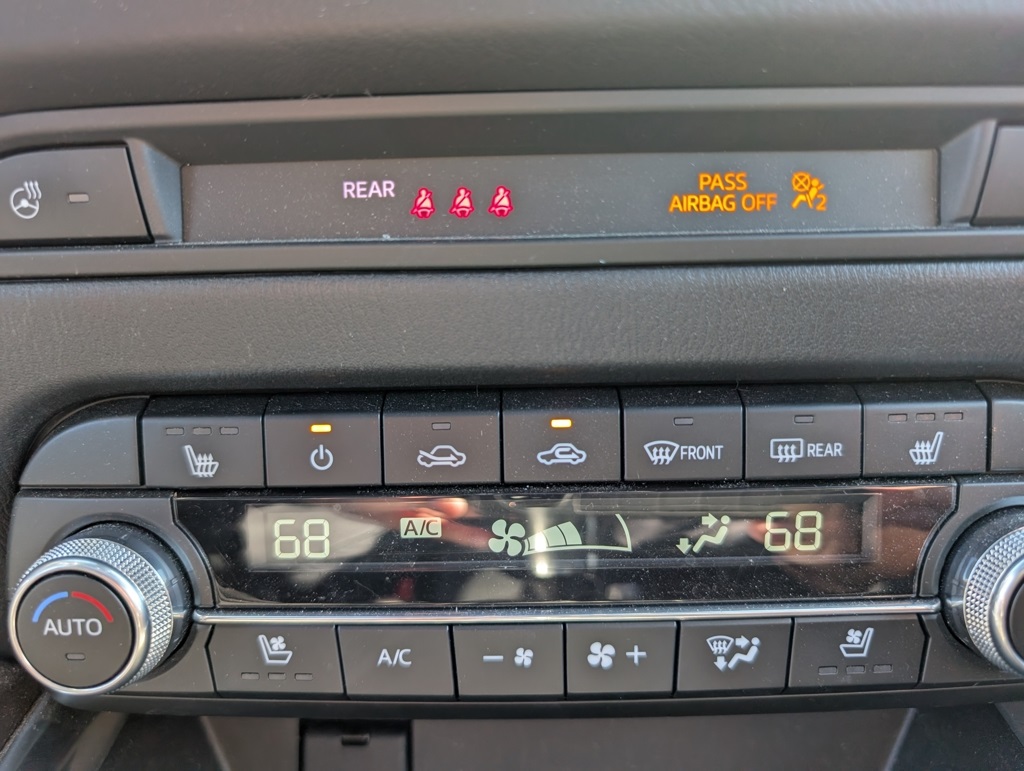 REAR
PASS
AIRBAG OFF 2
FRONT
REAR
68 A/C 68
AUTO
A/C